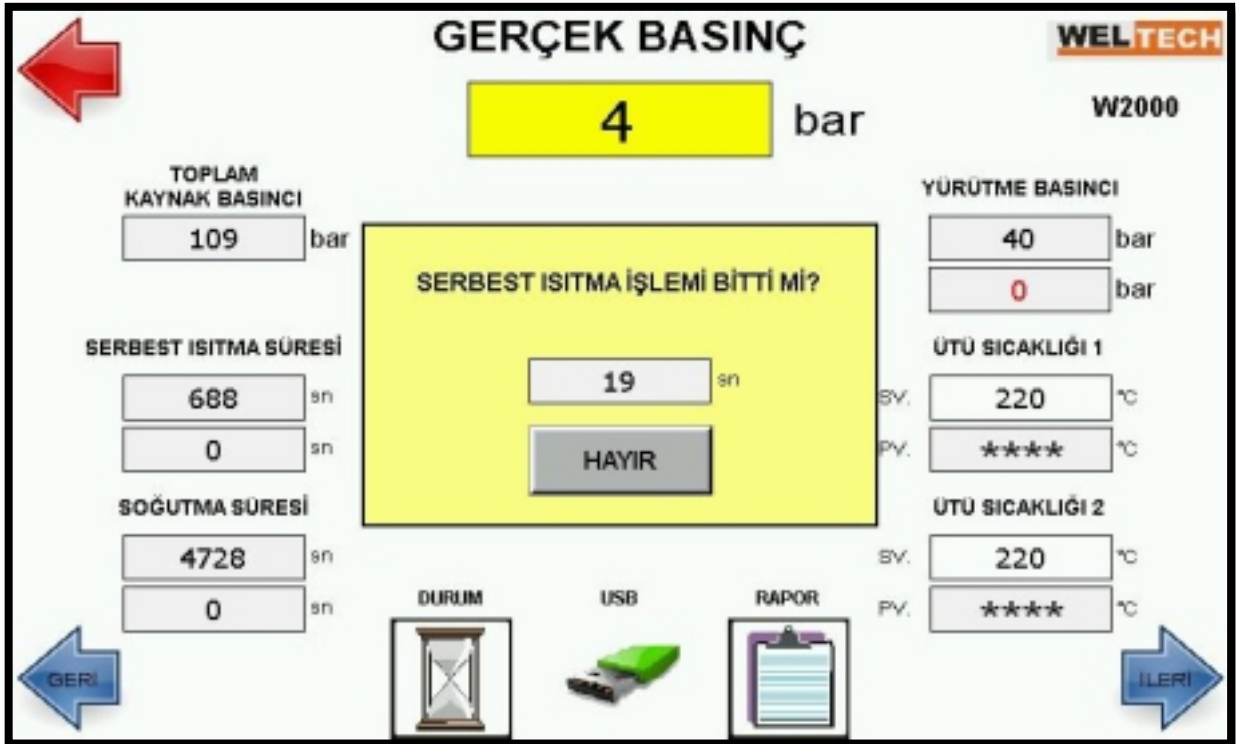 GERÇEK BASINÇ
WELTECH
4 bar
W2000
TOPLAM
KAYNAK BASINCI
109 bar
YÜRÜTME BASINCI
40 bar
0 bar
SERBEST ISITMA İŞLEMİ BİTTİ Mİ?
19 sn
HAYIR
SERBEST ISITMA SÜRESİ
688 sn
0 sn
ÜTÜ SICAKLIĞI 1
SV. 220 °C
PV. **** °C
SOĞUTMA SÜRESİ
4728 sn
0 sn
ÜTÜ SICAKLIĞI 2
SV. 220 °C
PV. **** °C
DURUM
USB
RAPOR
GERİ
İLERİ